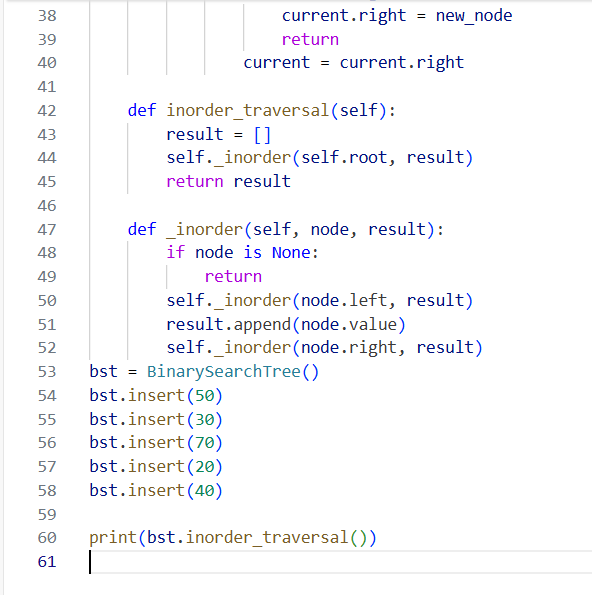 38 current.right = new_node
39 return
40 current = current.right
41
42 def inorder_traversal(self):
43 result = []
44 self._inorder(self.root, result)
45 return result
46
47 def _inorder(self, node, result):
48 if node is None:
49 return
50 self._inorder(node.left, result)
51 result.append(node.value)
52 self._inorder(node.right, result)
53 bst = BinarySearchTree()
54 bst.insert(50)
55 bst.insert(30)
56 bst.insert(70)
57 bst.insert(20)
58 bst.insert(40)
59
60 print(bst.inorder_traversal())
61